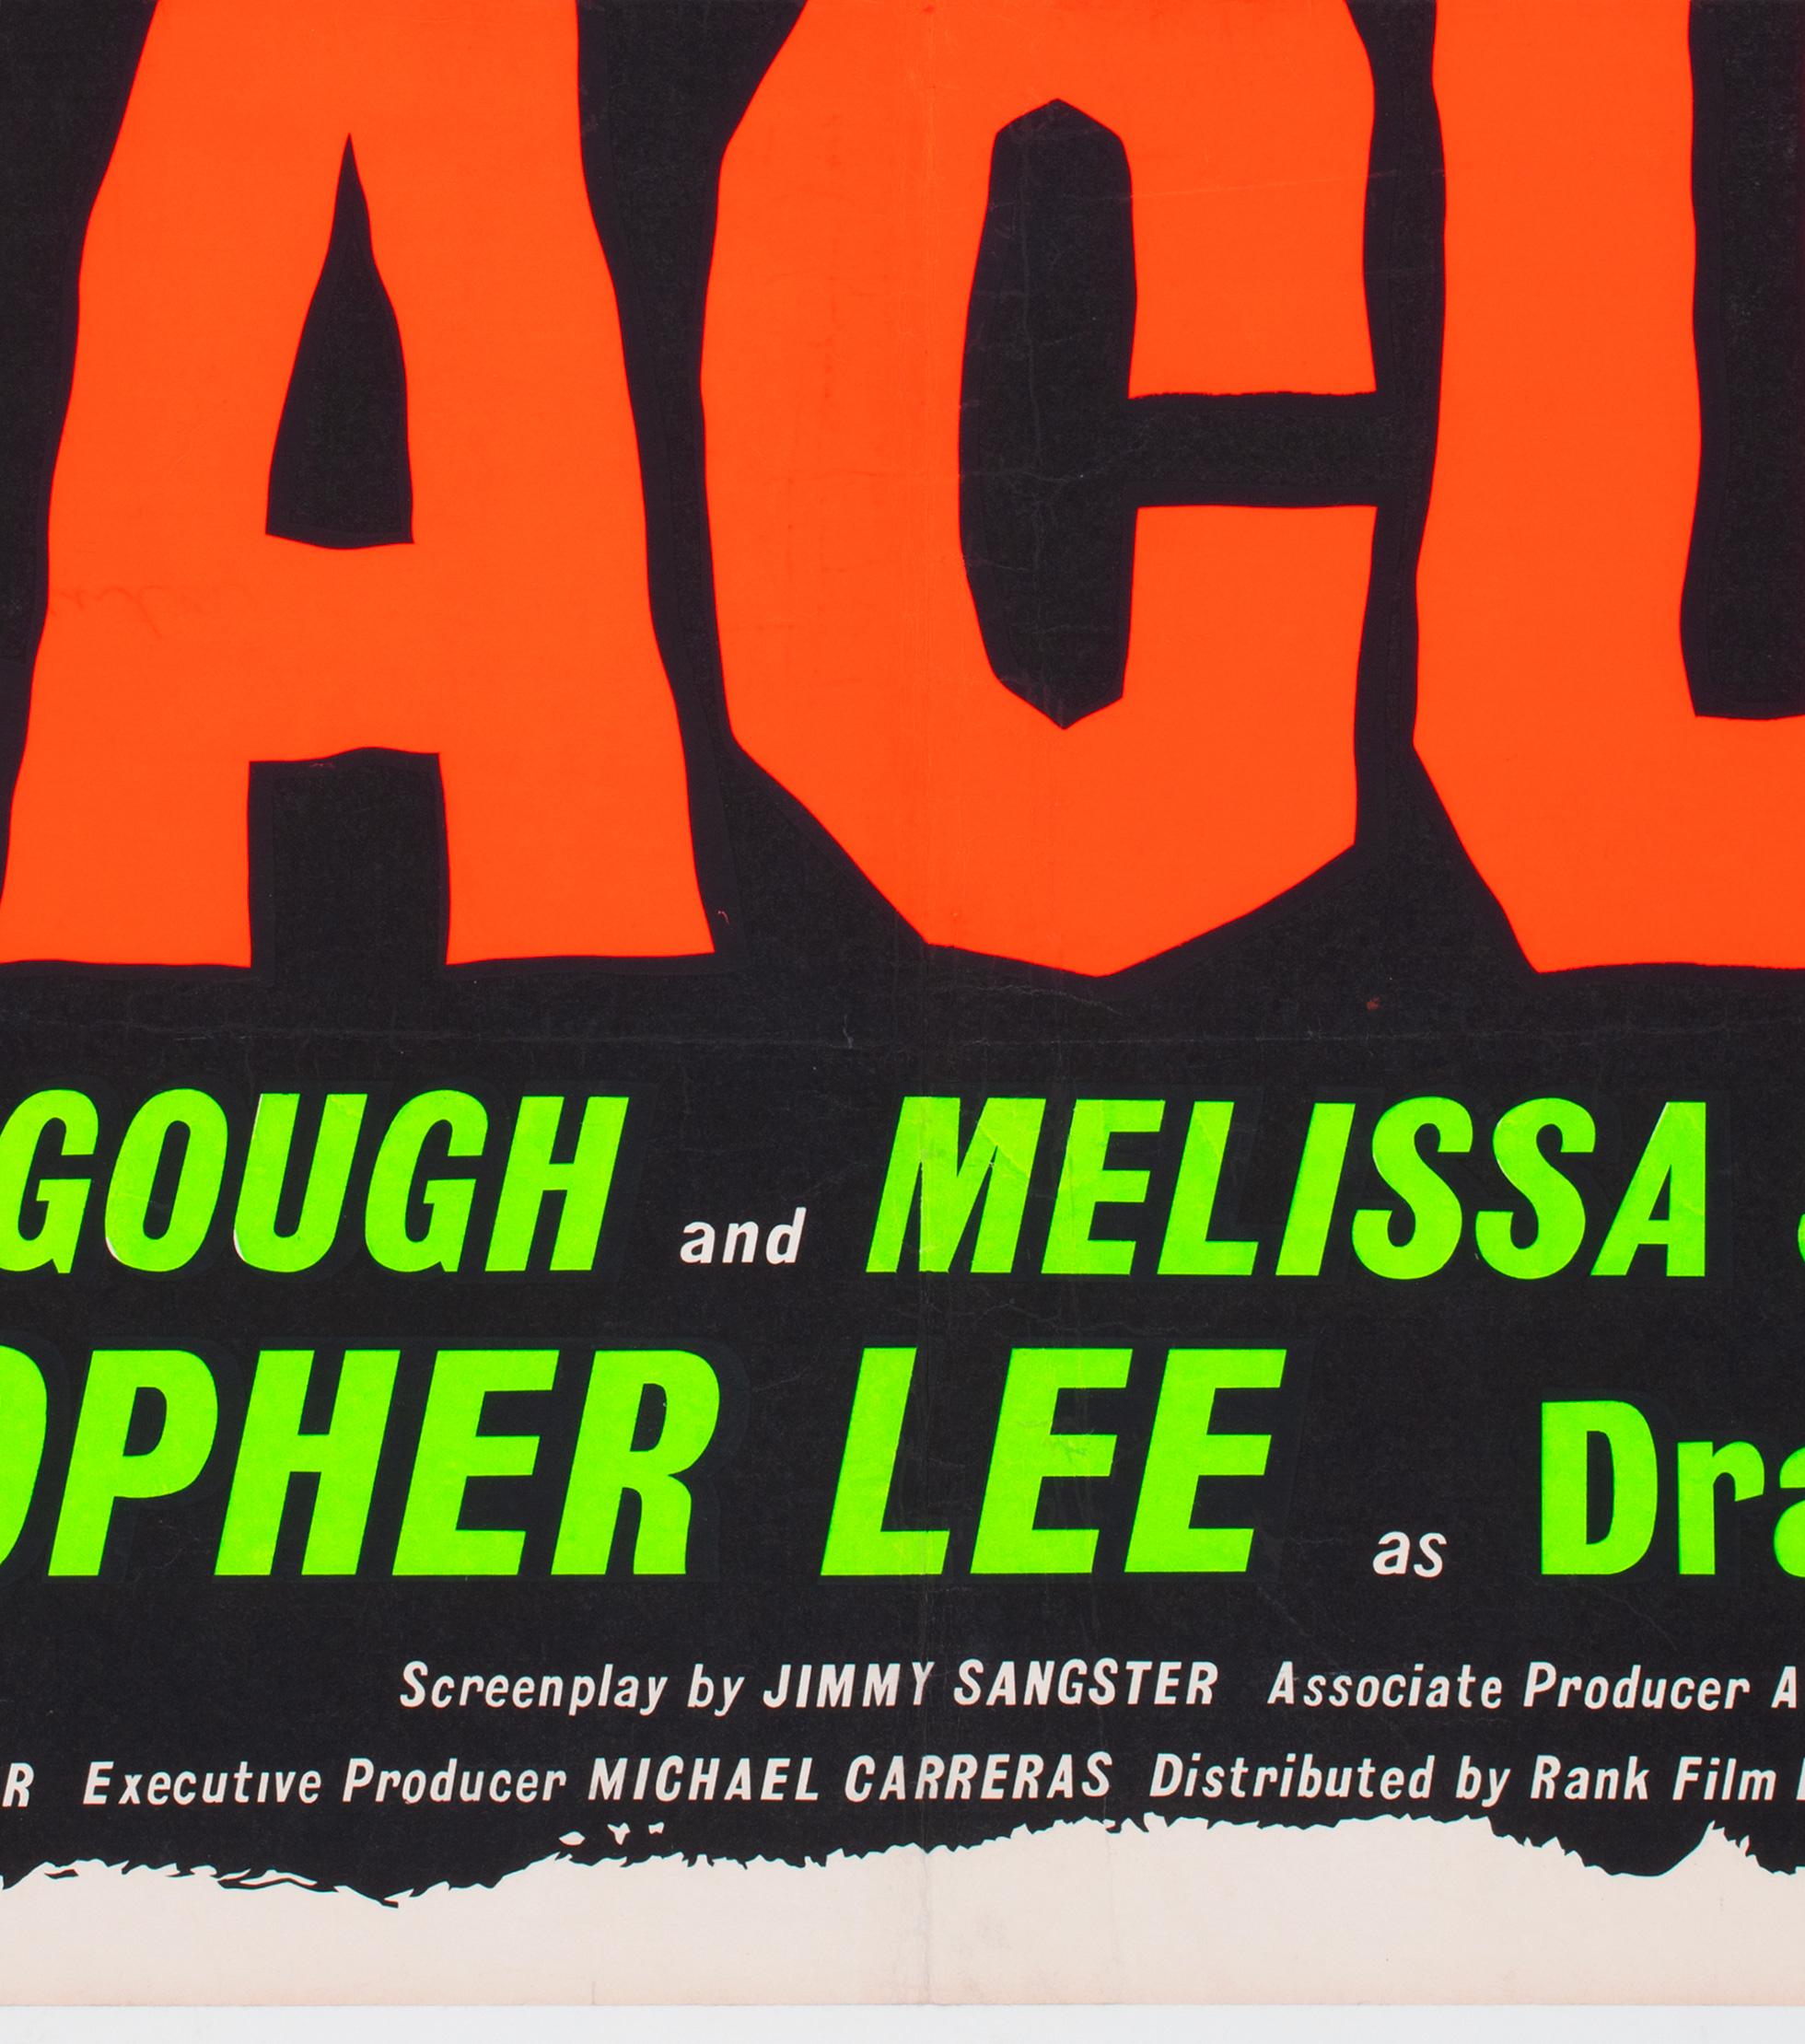 ACU
GOUGH and MELISSA S
OPHER LEE as Dra
Screenplay by JIMMY SANGSTER Associate Producer A
R Executive Producer MICHAEL CARRERAS Distributed by Rank Film